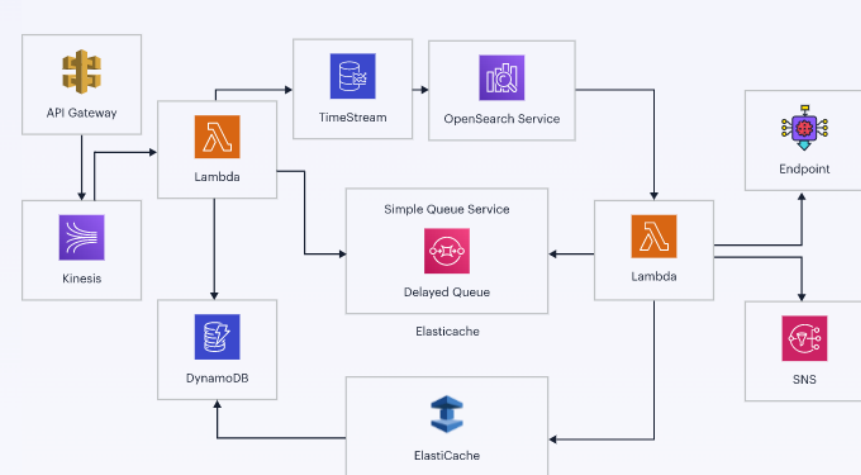 API Gateway
TimeStream
OpenSearch Service
Lambda
Endpoint
Simple Queue Service
Kinesis
Delayed Queue
Lambda
Elasticache
DynamoDB
SNS
ElastiCache